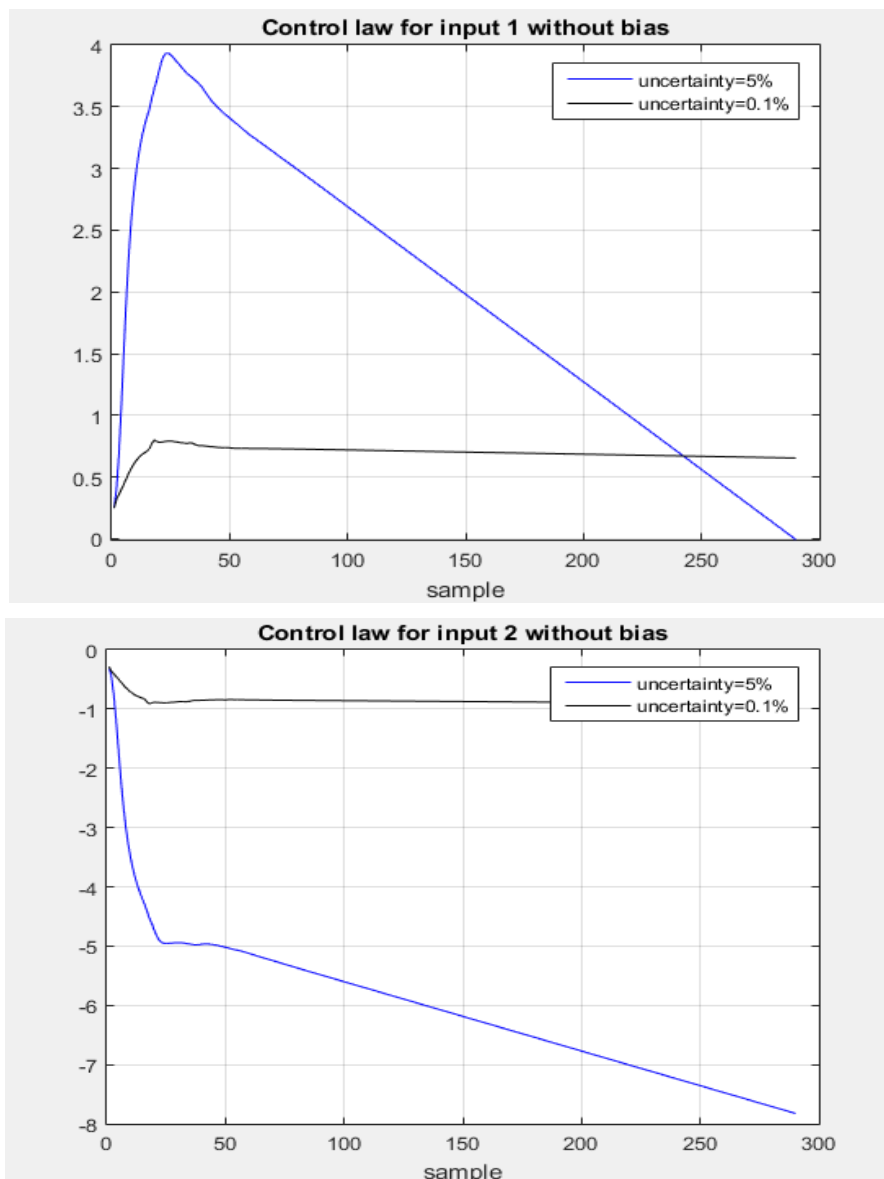 Control law for input 1 without bias
4
uncertainty=5%
uncertainty=0.1%
3.5
3
2.5
2
1.5
1
0.5
0
0 50 100 150 200 250 300
sample
Control law for input 2 without bias
0
uncertainty=5%
uncertainty=0.1%
-1
-2
-3
-4
-5
-6
-7
-8
0 50 100 150 200 250 300
sample